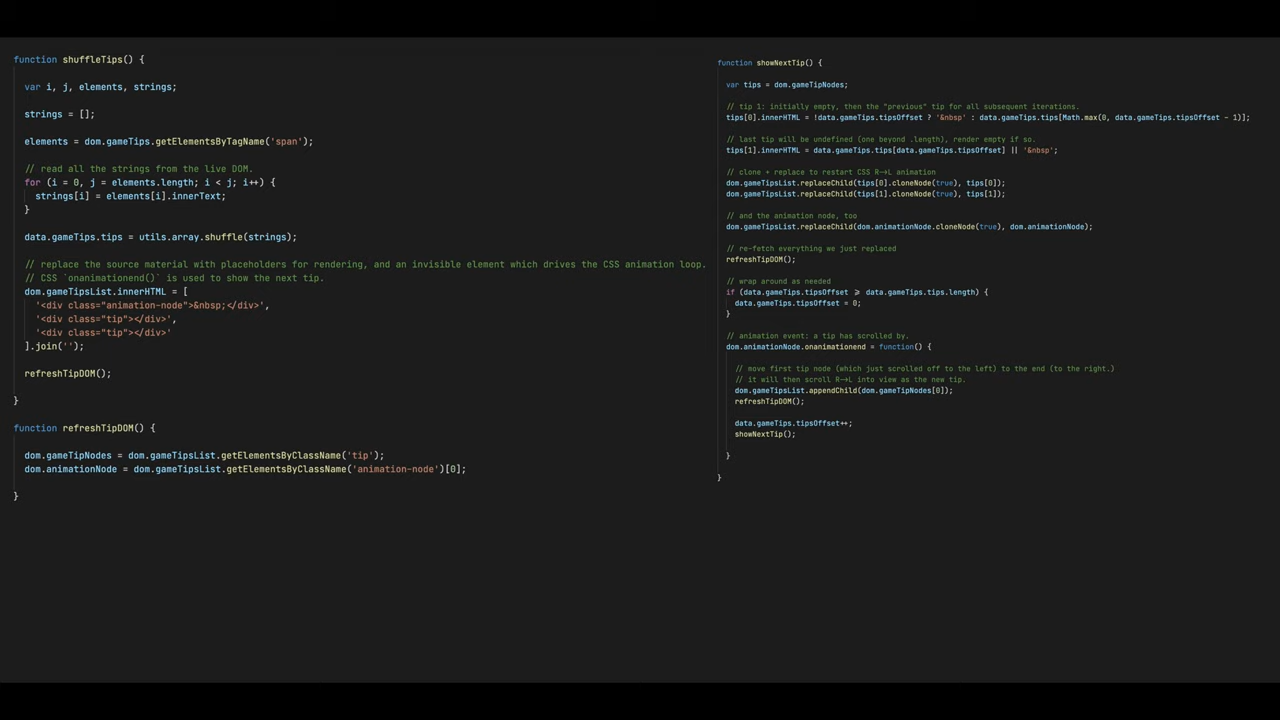 function shuffleTips() {
var i, j, elements, strings;
strings = [];
elements = dom.gameTips.getElementsByTagName('span');
// read all the strings from the live DOM.
for (i = 0, j = elements.length; i < j; i++) {
strings[i] = elements[i].innerText;
}
data.gameTips.tips = utils.array.shuffle(strings);
// replace the source material with placeholders for rendering, and an invisible element which drives the CSS animation loop.
// CSS `onanimationend()` is used to show the next tip.
dom.gameTipsList.innerHTML = [
'<div class="animation-node">&nbsp;</div>',
'<div class="tip"></div>',
'<div class="tip"></div>'
].join('');
refreshTipDOM();
}
function refreshTipDOM() {
dom.gameTipNodes = dom.gameTipsList.getElementsByClassName('tip');
dom.animationNode = dom.gameTipsList.getElementsByClassName('animation-node')[0];
}
function showNextTip() {
var tips = dom.gameTipNodes;
// tip 1: initially empty, then the "previous" tip for all subsequent iterations.
tips[0].innerHTML = !data.gameTips.tipsOffset ? '&nbsp' : data.gameTips.tips[Math.max(0, data.gameTips.tipsOffset - 1)];
// last tip will be undefined (one beyond .length), render empty if so.
tips[1].innerHTML = data.gameTips.tips[data.gameTips.tipsOffset] || '&nbsp';
// clone + replace to restart CSS R→L animation
dom.gameTipsList.replaceChild(tips[0].cloneNode(true), tips[0]);
dom.gameTipsList.replaceChild(tips[1].cloneNode(true), tips[1]);
// and the animation node, too
dom.gameTipsList.replaceChild(dom.animationNode.cloneNode(true), dom.animationNode);
// re-fetch everything we just replaced
refreshTipDOM();
// wrap around as needed
if (data.gameTips.tipsOffset ≥ data.gameTips.tips.length) {
data.gameTips.tipsOffset = 0;
}
// animation event: a tip has scrolled by.
dom.animationNode.onanimationend = function() {
// move first tip node (which just scrolled off to the left) to the end (to the right.)
// it will then scroll R→L into view as the new tip.
dom.gameTipsList.appendChild(dom.gameTipNodes[0]);
refreshTipDOM();
data.gameTips.tipsOffset++;
showNextTip();
}
}